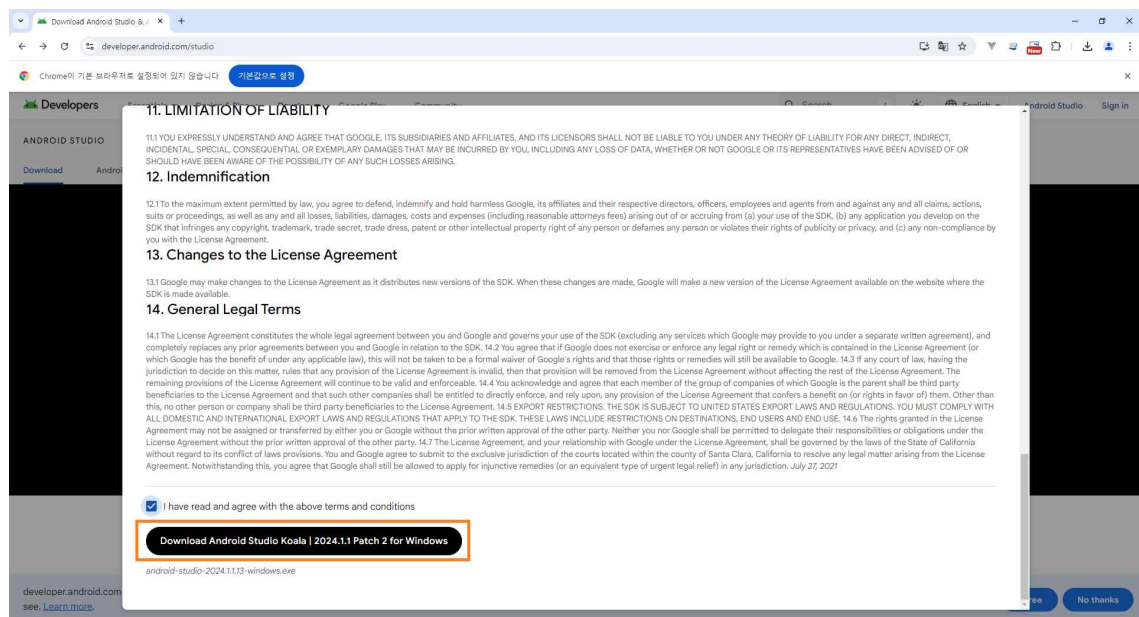 Download Android Studio & A
developer.android.com/studio
New
Chrome이 기본 브라우저로 설정되어 있지 않습니다
기본값으로 설정
Developers
Google Play
Community
Search
English
Android Studio
Sign in
ANDROID STUDIO
Download
Androi
11. LIMITATION OF LIABILITY
11.1 YOU EXPRESSLY UNDERSTAND AND AGREE THAT GOOGLE, ITS SUBSIDIARIES AND AFFILIATES, AND ITS LICENSORS SHALL NOT BE LIABLE TO YOU UNDER ANY THEORY OF LIABILITY FOR ANY DIRECT, INDIRECT,
INCIDENTAL, SPECIAL, CONSEQUENTIAL OR EXEMPLARY DAMAGES THAT MAY BE INCURRED BY YOU, INCLUDING ANY LOSS OF DATA, WHETHER OR NOT GOOGLE OR ITS REPRESENTATIVES HAVE BEEN ADVISED OF OR
SHOULD HAVE BEEN AWARE OF THE POSSIBILITY OF ANY SUCH LOSSES ARISING.
12. Indemnification
12.1 To the maximum extent permitted by law, you agree to defend, indemnify and hold harmless Google, its affiliates and their respective directors, officers, employees and agents from and against any and all claims, actions,
suits or proceedings, as well as any and all losses, liabilities, damages, costs and expenses (including reasonable attorneys fees) arising out of or accruing from (a) your use of the SDK, (b) any application you develop on the
SDK that infringes any copyright, trademark, trade secret, trade dress, patent or other intellectual property right of any person or defames any person or violates their rights of publicity or privacy, and (c) any non-compliance by
you with the License Agreement.
13. Changes to the License Agreement
13.1 Google may make changes to the License Agreement as it distributes new versions of the SDK. When these changes are made, Google will make a new version of the License Agreement available on the website where the
SDK is made available.
14. General Legal Terms
14.1 The License Agreement constitutes the whole legal agreement between you and Google and governs your use of the SDK (excluding any services which Google may provide to you under a separate written agreement), and
completely replaces any prior agreements between you and Google in relation to the SDK. 14.2 You agree that if Google does not exercise or enforce any legal right or remedy which is contained in the License Agreement (or
which Google has the benefit of under any applicable law), this will not be taken to be a formal waiver of Google's rights and that those rights or remedies will still be available to Google. 14.3 If any court of law, having the
jurisdiction to decide on this matter, rules that any provision of the License Agreement is invalid, then that provision will be removed from the License Agreement without affecting the rest of the License Agreement. The
remaining provisions of the License Agreement will continue to be valid and enforceable. 14.4 You acknowledge and agree that each member of the group of companies of which Google is the parent shall be third party
beneficiaries to the License Agreement and that such other companies shall be entitled to directly enforce, and rely upon, any provision of the License Agreement that confers a benefit on (or rights in favor of) them. Other than
this, no other person or company shall be third party beneficiaries to the License Agreement. 14.5 EXPORT RESTRICTIONS. THE SDK IS SUBJECT TO UNITED STATES EXPORT LAWS AND REGULATIONS. YOU MUST COMPLY WITH
ALL DOMESTIC AND INTERNATIONAL EXPORT LAWS AND REGULATIONS THAT APPLY TO THE SDK. THESE LAWS INCLUDE RESTRICTIONS ON DESTINATIONS, END USERS AND END USE. 14.6 The rights granted in the License
Agreement may not be assigned or transferred by either you or Google without the prior written approval of the other party. Neither you nor Google shall be permitted to delegate their responsibilities or obligations under the
License Agreement without the prior written approval of the other party. 14.7 The License Agreement, and your relationship with Google under the License Agreement, shall be governed by the laws of the State of California
without regard to its conflict of laws provisions. You and Google agree to submit to the exclusive jurisdiction of the courts located within the county of Santa Clara, California to resolve any legal matter arising from the License
Agreement. Notwithstanding this, you agree that Google shall still be allowed to apply for injunctive remedies (or an equivalent type of urgent legal relief) in any jurisdiction. July 27, 2021
I have read and agree with the above terms and conditions
Download Android Studio Koala | 2024.1.1 Patch 2 for Windows
android-studio-2024.1.1.13-windows.exe
developer.android.com
see. Learn more.
ree
No thanks